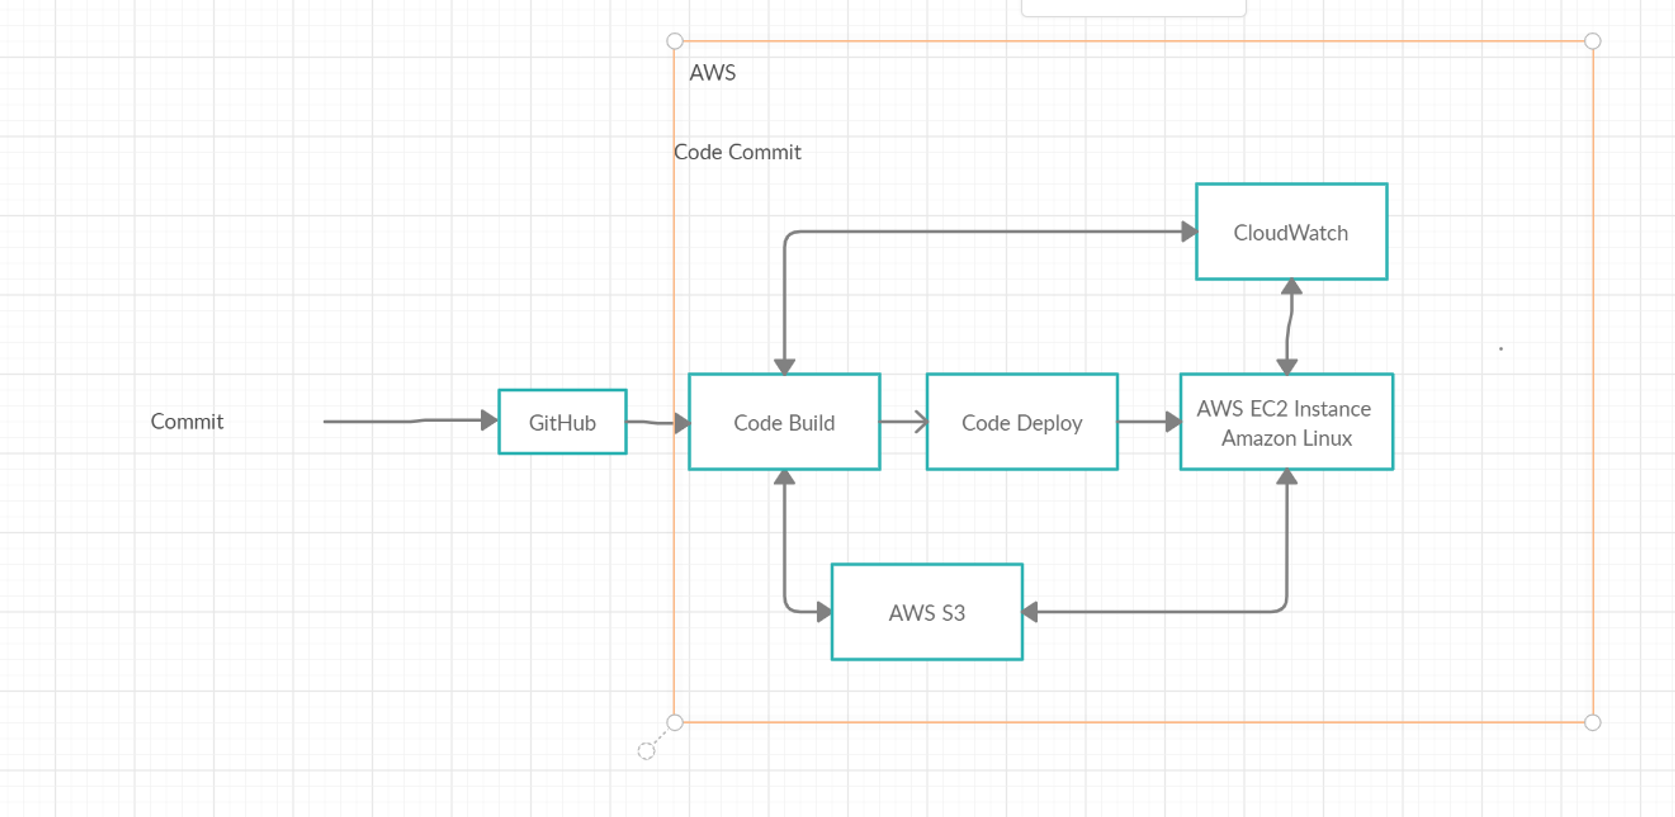 AWS
Code Commit
CloudWatch
Commit
GitHub
Code Build
Code Deploy
AWS EC2 Instance
Amazon Linux
AWS S3